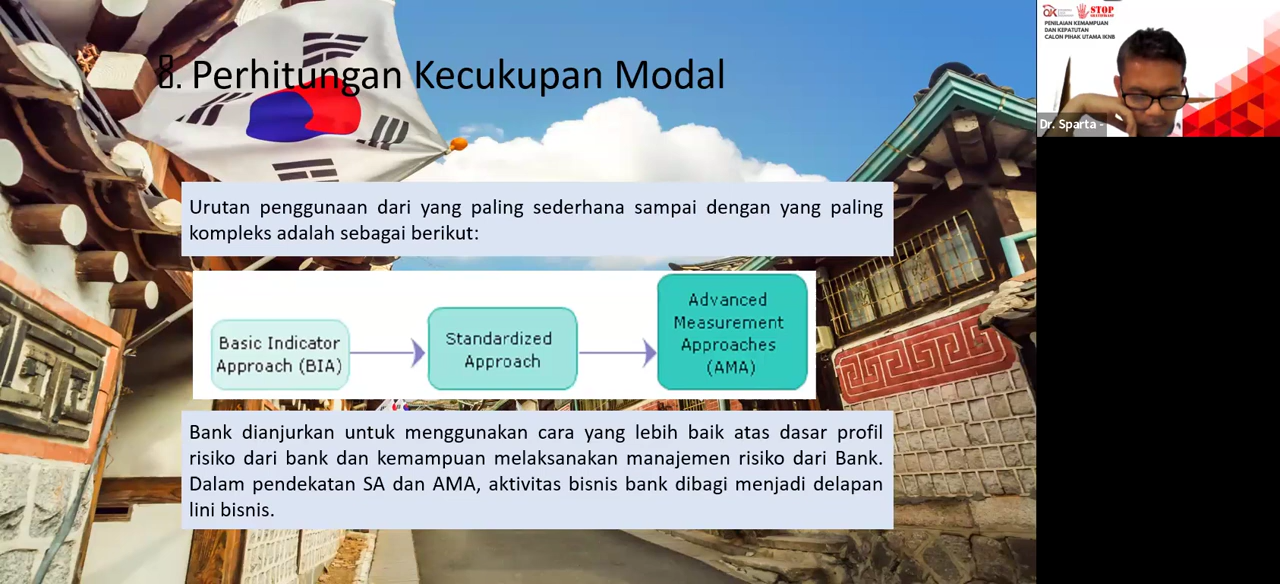 . Perhitungan Kecukupan Modal
Urutan penggunaan dari yang paling sederhana sampai dengan yang paling
kompleks adalah sebagai berikut:
Basic Indicator
Approach (BIA)
Standardized
Approach
Advanced
Measurement
Approaches
(AMA)
Bank dianjurkan untuk menggunakan cara yang lebih baik atas dasar profil
risiko dari bank dan kemampuan melaksanakan manajemen risiko dari Bank.
Dalam pendekatan SA dan AMA, aktivitas bisnis bank dibagi menjadi delapan
lini bisnis.
STOP
PENILAIAN KEMAMPUAN
DAN KEPATUTAN
CALON PIHAK UTAMA IKNB
Dr. Sparta -